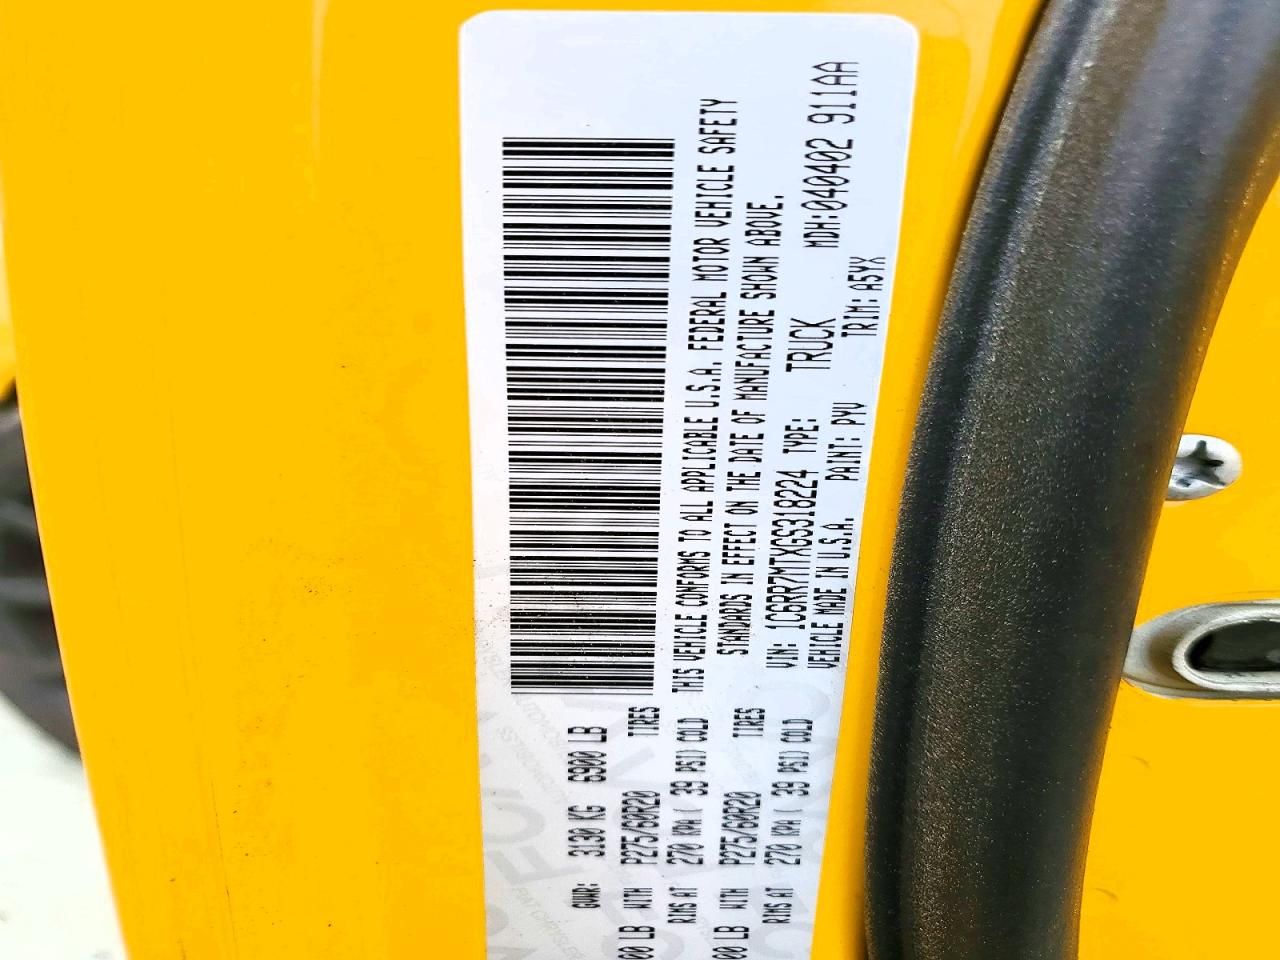 GVWR: 3130 KG 6900 LB
00 LB WITH P275/60R20 TIRES
RIMS AT 270 KPA ( 39 PSI) COLD
00 LB WITH P275/60R20 TIRES
RIMS AT 270 KPA ( 39 PSI) COLD
THIS VEHICLE CONFORMS TO ALL APPLICABLE U.S.A. FEDERAL MOTOR VEHICLE SAFETY
STANDARDS IN EFFECT ON THE DATE OF MANUFACTURE SHOWN ABOVE.
VIN: 1C6RR7MTXGS318224 TYPE: TRUCK MDH:040402 911AA
VEHICLE MADE IN U.S.A. PAINT: PYV TRIM: A5YX